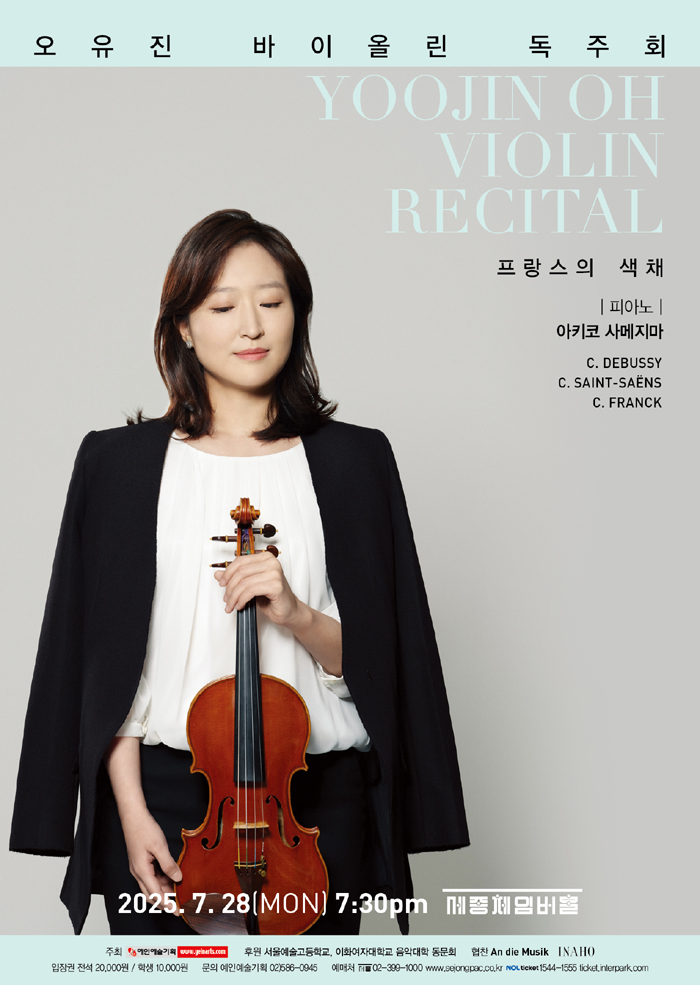 오유진 바이올린 독주회
YOOJIN OH
VIOLIN
RECITAL
프랑스의 색채
| 피아노 |
아키코 사메지마
C. DEBUSSY
C. SAINT-SAËNS
C. FRANCK
2025. 7. 28(MON) 7:30pm 세종체임버홀
주최 예인예술기획 www.yeinarts.com 후원 서울예술고등학교, 이화여자대학교 음악대학 동문회 협찬 An die Musik INAHO
입장권 전석 20,000원 / 학생 10,000원 문의 예인예술기획 02)586-0945 예매처 세종 02-399-1000 www.sejongpac.co.kr NOL ticket 1544-1555 ticket.interpark.com